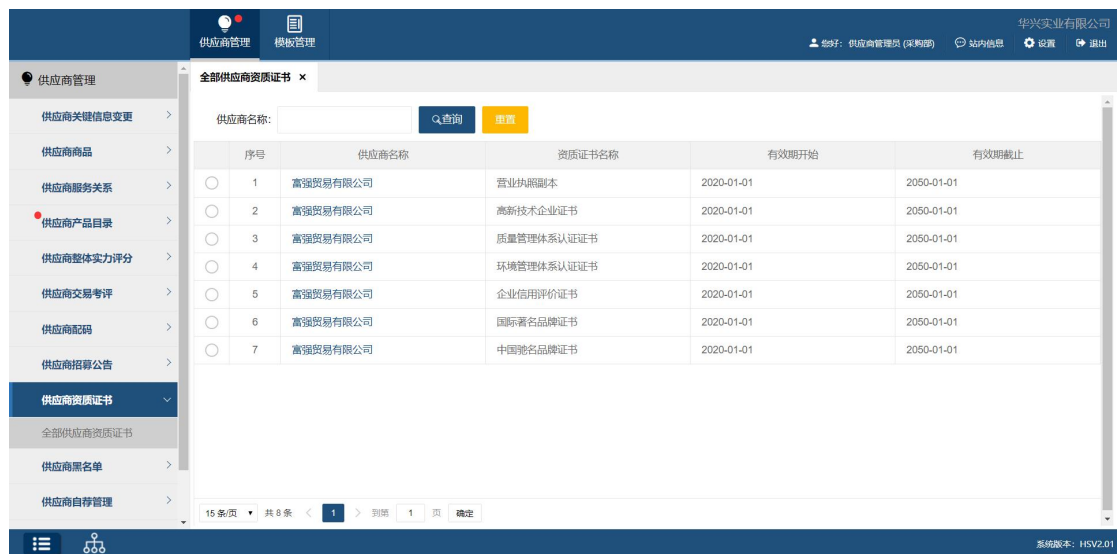 华兴实业有限公司
供应商管理 模板管理
您好：供应商管理员 (采购部) 站内信息 设置 退出
供应商管理
全部供应商资质证书 ×
供应商关键信息变更
供应商商品
供应商服务关系
供应商产品目录
供应商整体实力评分
供应商交易考评
供应商配码
供应商招募公告
供应商资质证书
全部供应商资质证书
供应商黑名单
供应商自荐管理
供应商名称： 查询 重置
序号 供应商名称 资质证书名称 有效期开始 有效期截止
1 富强贸易有限公司 营业执照副本 2020-01-01 2050-01-01
2 富强贸易有限公司 高新技术企业证书 2020-01-01 2050-01-01
3 富强贸易有限公司 质量管理体系认证证书 2020-01-01 2050-01-01
4 富强贸易有限公司 环境管理体系认证证书 2020-01-01 2050-01-01
5 富强贸易有限公司 企业信用评价证书 2020-01-01 2050-01-01
6 富强贸易有限公司 国际著名品牌证书 2020-01-01 2050-01-01
7 富强贸易有限公司 中国驰名品牌证书 2020-01-01 2050-01-01
15 条/页 共 8 条 1 到第 1 页 确定
系统版本：HSV2.01